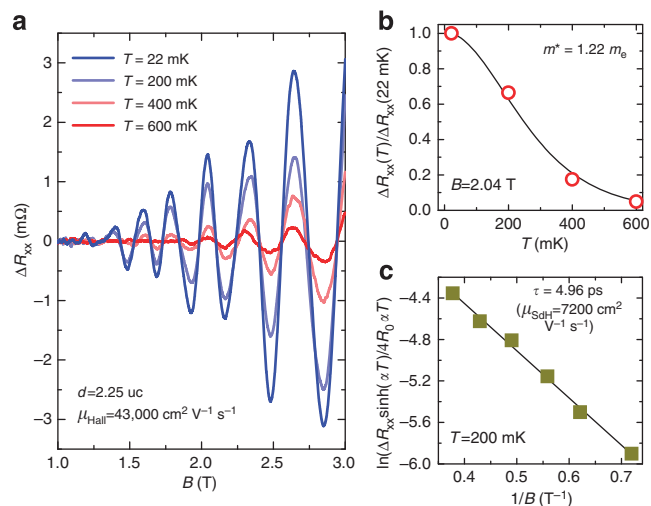 a
T = 22 mK
T = 200 mK
T = 400 mK
T = 600 mK
3
2
1
0
−1
−2
−3
ΔRxx (mΩ)
d=2.25 uc
μHall=43,000 cm² V⁻¹ s⁻¹
1.0 1.5 2.0 2.5 3.0
B (T)
b
m* = 1.22 me
1.0
0.8
0.6
0.4
0.2
0.0
ΔRxx(T)/ΔRxx(22 mK)
B=2.04 T
0 200 400 600
T (mK)
c
τ = 4.96 ps
(μSdH=7200 cm²
V⁻¹ s⁻¹)
−4.4
−4.8
−5.2
−5.6
−6.0
ln(ΔRxxsinh(αT)/4R0αT)
T=200 mK
0.4 0.5 0.6 0.7
1/B (T⁻¹)